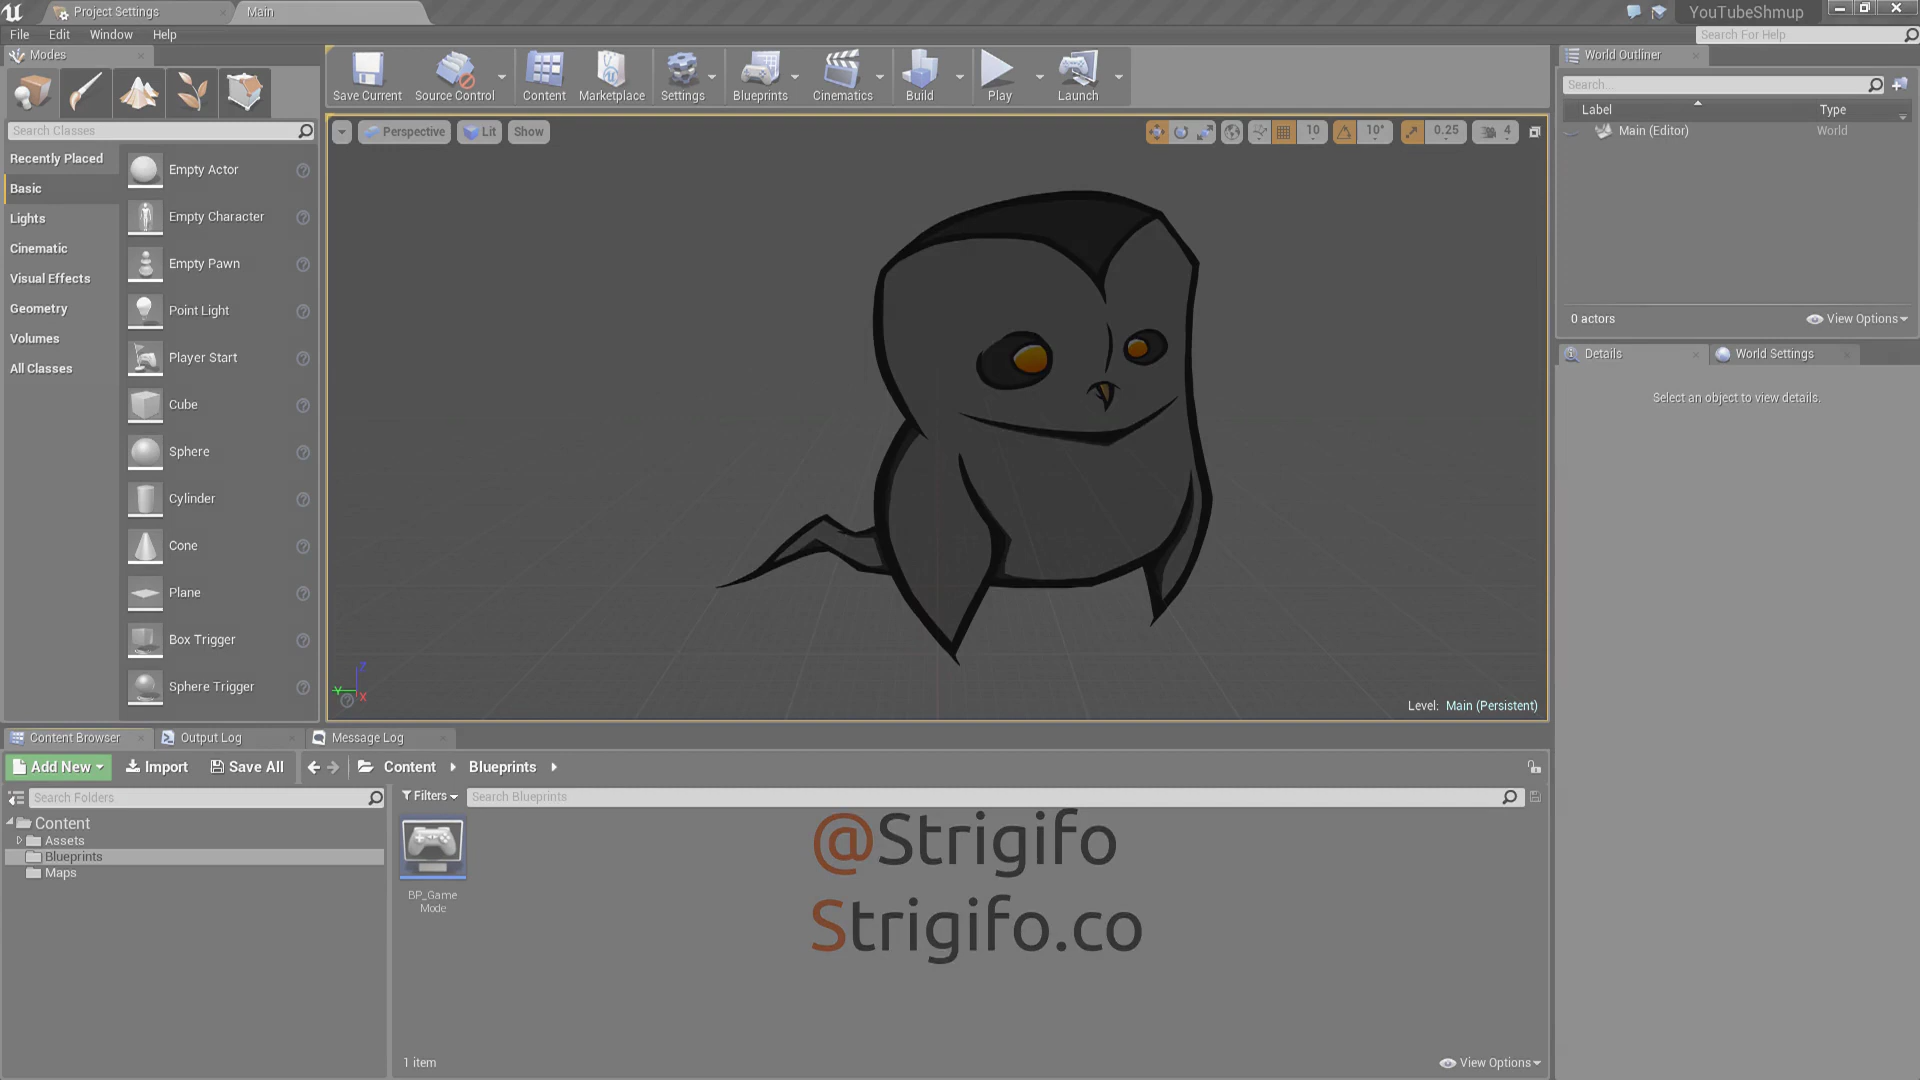 Project Settings
Main
YouTubeShmup
File Edit Window Help
Search For Help
Modes
Search Classes
Recently Placed
Basic
Lights
Cinematic
Visual Effects
Geometry
Volumes
All Classes
Empty Actor
Empty Character
Empty Pawn
Point Light
Player Start
Cube
Sphere
Cylinder
Cone
Plane
Box Trigger
Sphere Trigger
Save Current
Source Control
Content
Marketplace
Settings
Blueprints
Cinematics
Build
Play
Launch
Perspective
Lit
Show
10
10°
0.25
4
Z
Y
X
Level: Main (Persistent)
World Outliner
Search...
Label
Type
Main (Editor)
World
0 actors
View Options
Details
World Settings
Select an object to view details.
Content Browser
Output Log
Message Log
Add New
Import
Save All
Content
Blueprints
Search Folders
Content
Assets
Blueprints
Maps
Filters
Search Blueprints
BP_Game
Mode
@Strigifo
Strigifo.co
1 item
View Options